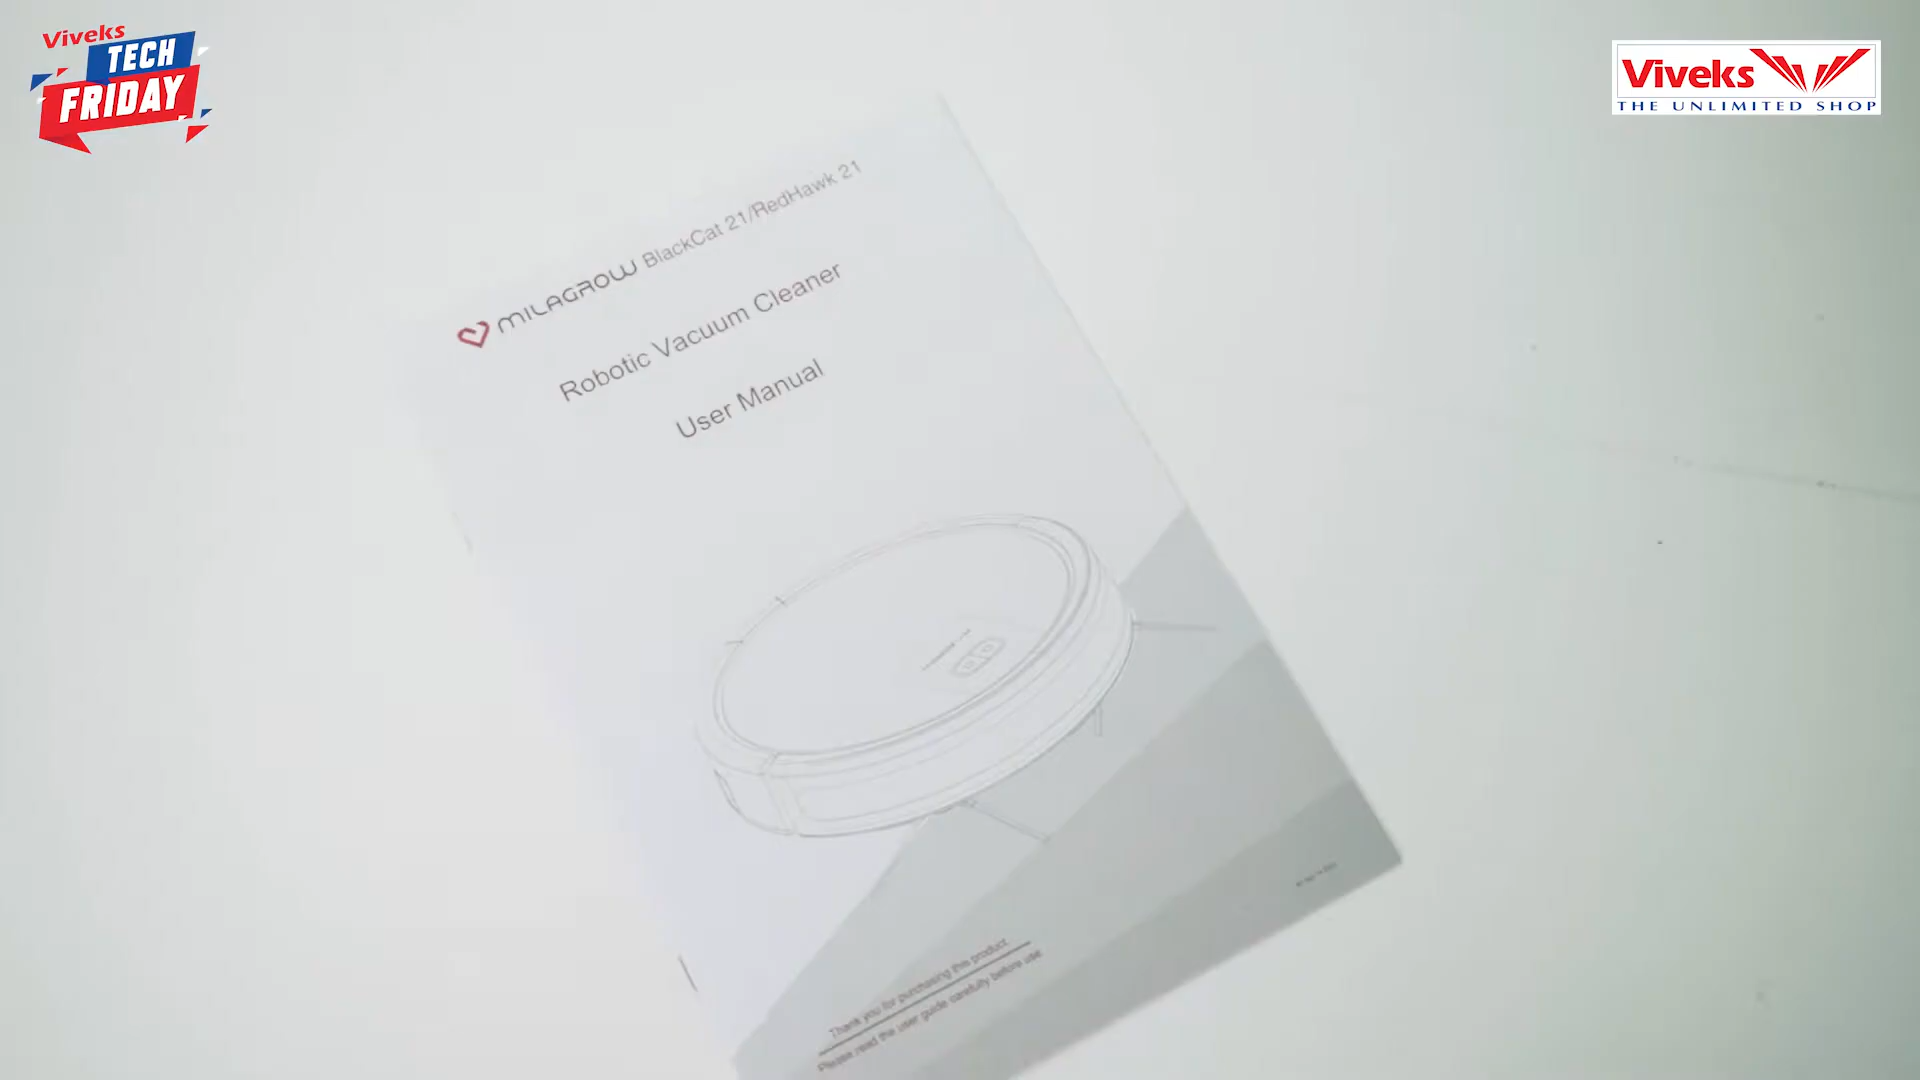 Viveks
TECH
FRIDAY
Viveks
THE UNLIMITED SHOP
MILAGROW BlackCat 21/RedHawk 21
Robotic Vacuum Cleaner
User Manual
Thank you for purchasing this product
Please read the user guide carefully before use